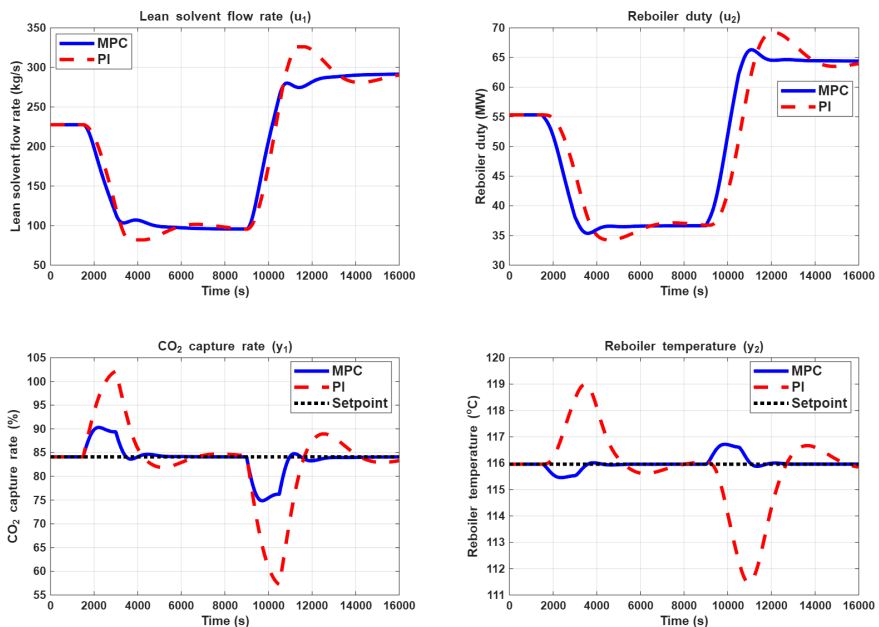 Lean solvent flow rate (u₁)
Lean solvent flow rate (kg/s)
350
300
250
200
150
100
50
MPC
PI
0 2000 4000 6000 8000 10000 12000 14000 16000
Time (s)
Reboiler duty (u₂)
Reboiler duty (MW)
70
65
60
55
50
45
40
35
30
MPC
PI
0 2000 4000 6000 8000 10000 12000 14000 16000
Time (s)
CO₂ capture rate (y₁)
CO₂ capture rate (%)
105
100
95
90
85
80
75
70
65
60
55
MPC
PI
Setpoint
0 2000 4000 6000 8000 10000 12000 14000 16000
Time (s)
Reboiler temperature (y₂)
Reboiler temperature (°C)
120
119
118
117
116
115
114
113
112
111
MPC
PI
Setpoint
0 2000 4000 6000 8000 10000 12000 14000 16000
Time (s)